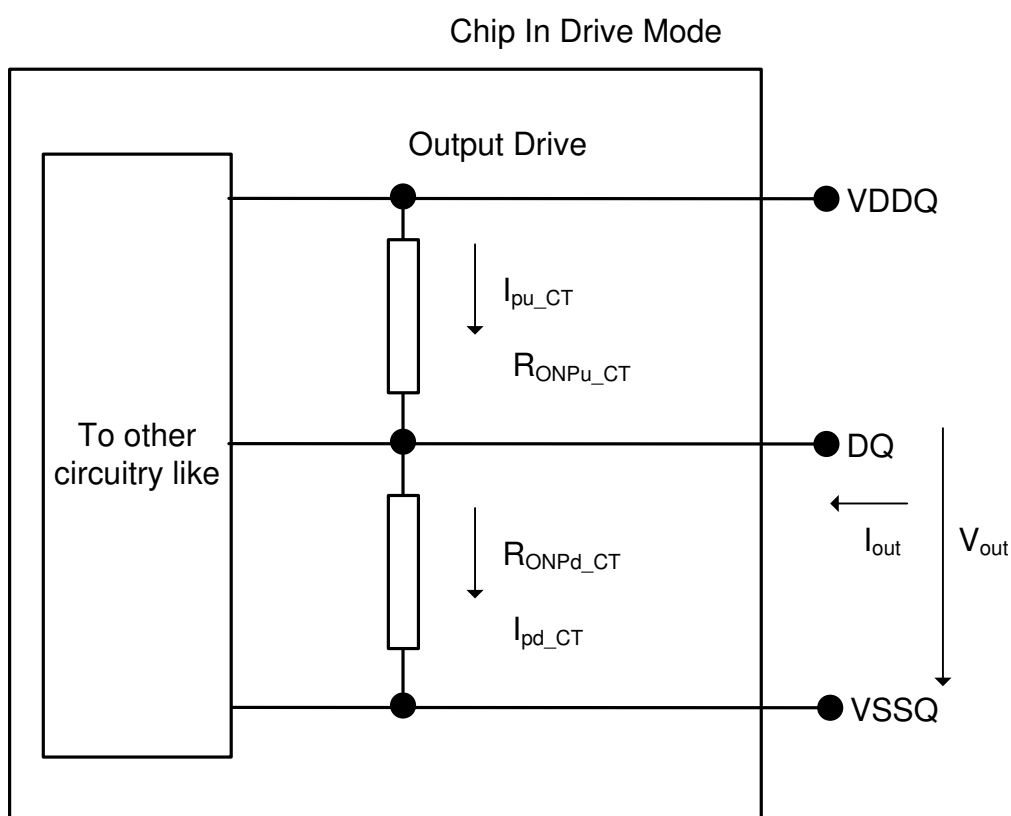 Chip In Drive Mode
Output Drive
VDDQ
Ipu_CT
RONPu_CT
To other
circuitry like
DQ
RONPd_CT
Iout
Vout
Ipd_CT
VSSQ